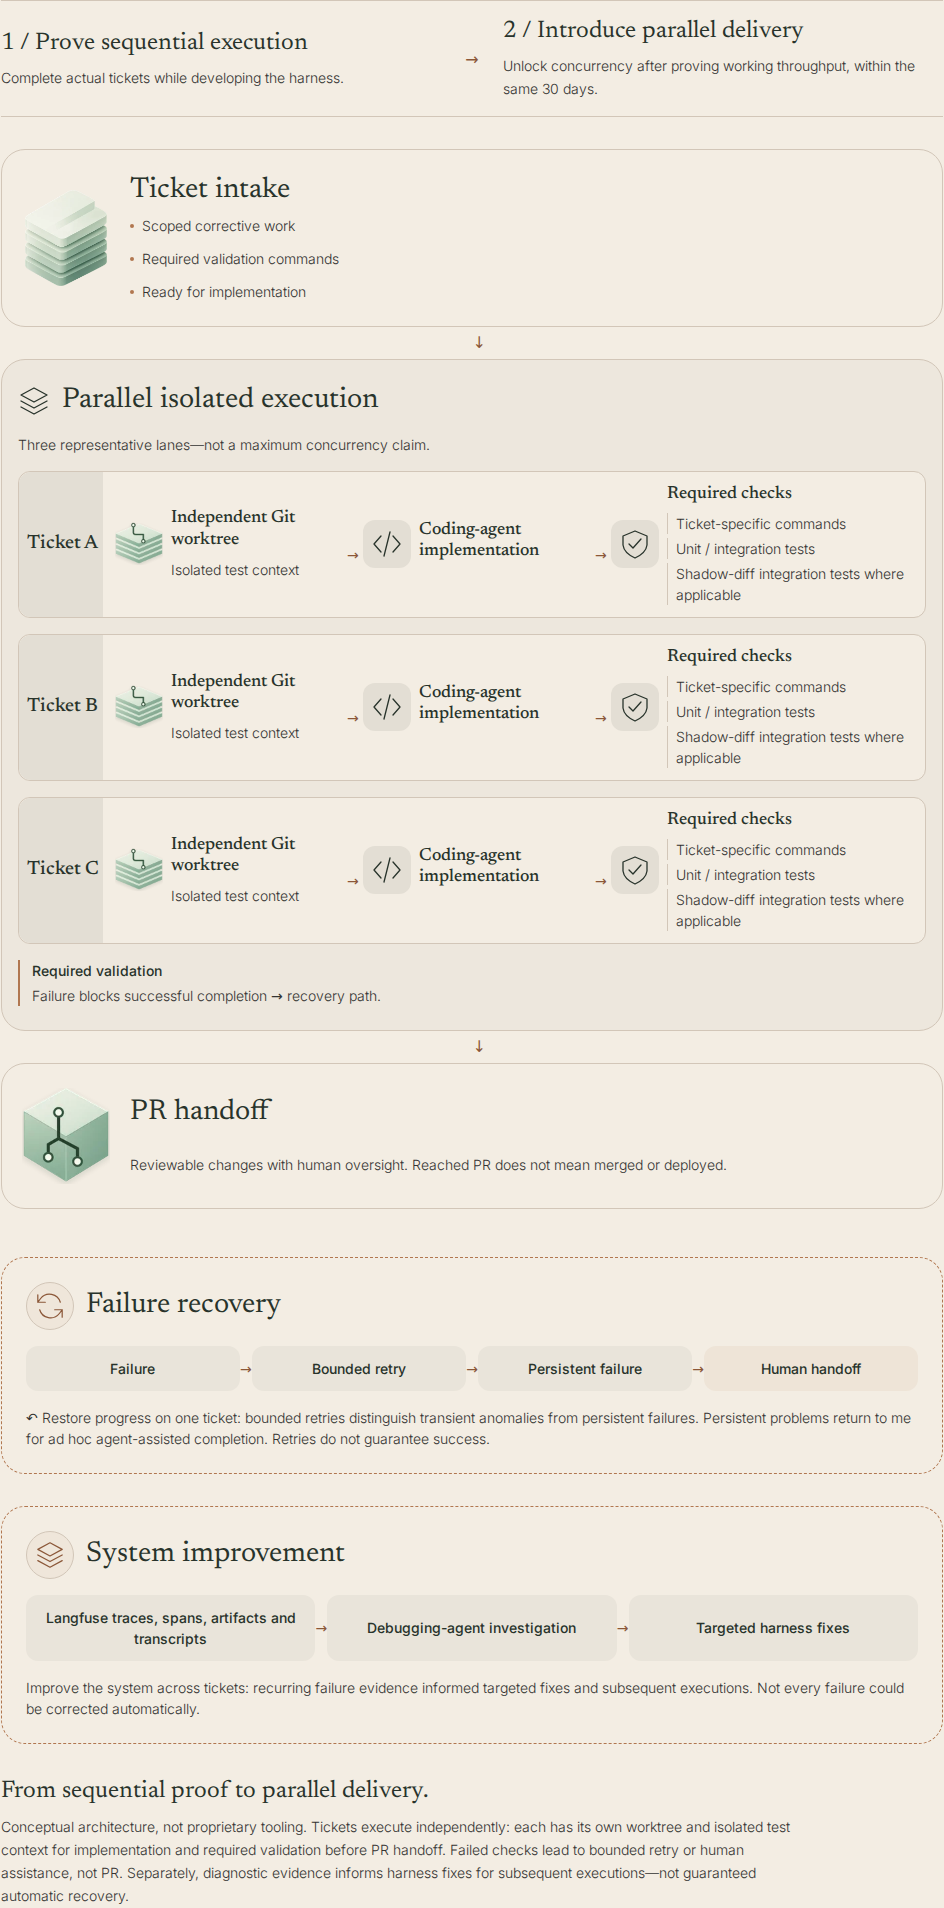 1 / Prove sequential execution
Complete actual tickets while developing the harness.
→
2 / Introduce parallel delivery
Unlock concurrency after proving working throughput, within the
same 30 days.
Ticket intake
• Scoped corrective work
• Required validation commands
• Ready for implementation
↓
Parallel isolated execution
Three representative lanes—not a maximum concurrency claim.
Ticket A
Independent Git
worktree
Isolated test context
→
Coding-agent
implementation
→
Required checks
Ticket-specific commands
Unit / integration tests
Shadow-diff integration tests where
applicable
Ticket B
Independent Git
worktree
Isolated test context
→
Coding-agent
implementation
→
Required checks
Ticket-specific commands
Unit / integration tests
Shadow-diff integration tests where
applicable
Ticket C
Independent Git
worktree
Isolated test context
→
Coding-agent
implementation
→
Required checks
Ticket-specific commands
Unit / integration tests
Shadow-diff integration tests where
applicable
Required validation
Failure blocks successful completion → recovery path.
↓
PR handoff
Reviewable changes with human oversight. Reached PR does not mean merged or deployed.
Failure recovery
Failure → Bounded retry → Persistent failure → Human handoff
↶ Restore progress on one ticket: bounded retries distinguish transient anomalies from persistent failures. Persistent problems return to me
for ad hoc agent-assisted completion. Retries do not guarantee success.
System improvement
Langfuse traces, spans, artifacts and
transcripts
→
Debugging-agent investigation
→
Targeted harness fixes
Improve the system across tickets: recurring failure evidence informed targeted fixes and subsequent executions. Not every failure could
be corrected automatically.
From sequential proof to parallel delivery.
Conceptual architecture, not proprietary tooling. Tickets execute independently: each has its own worktree and isolated test
context for implementation and required validation before PR handoff. Failed checks lead to bounded retry or human
assistance, not PR. Separately, diagnostic evidence informs harness fixes for subsequent executions—not guaranteed
automatic recovery.